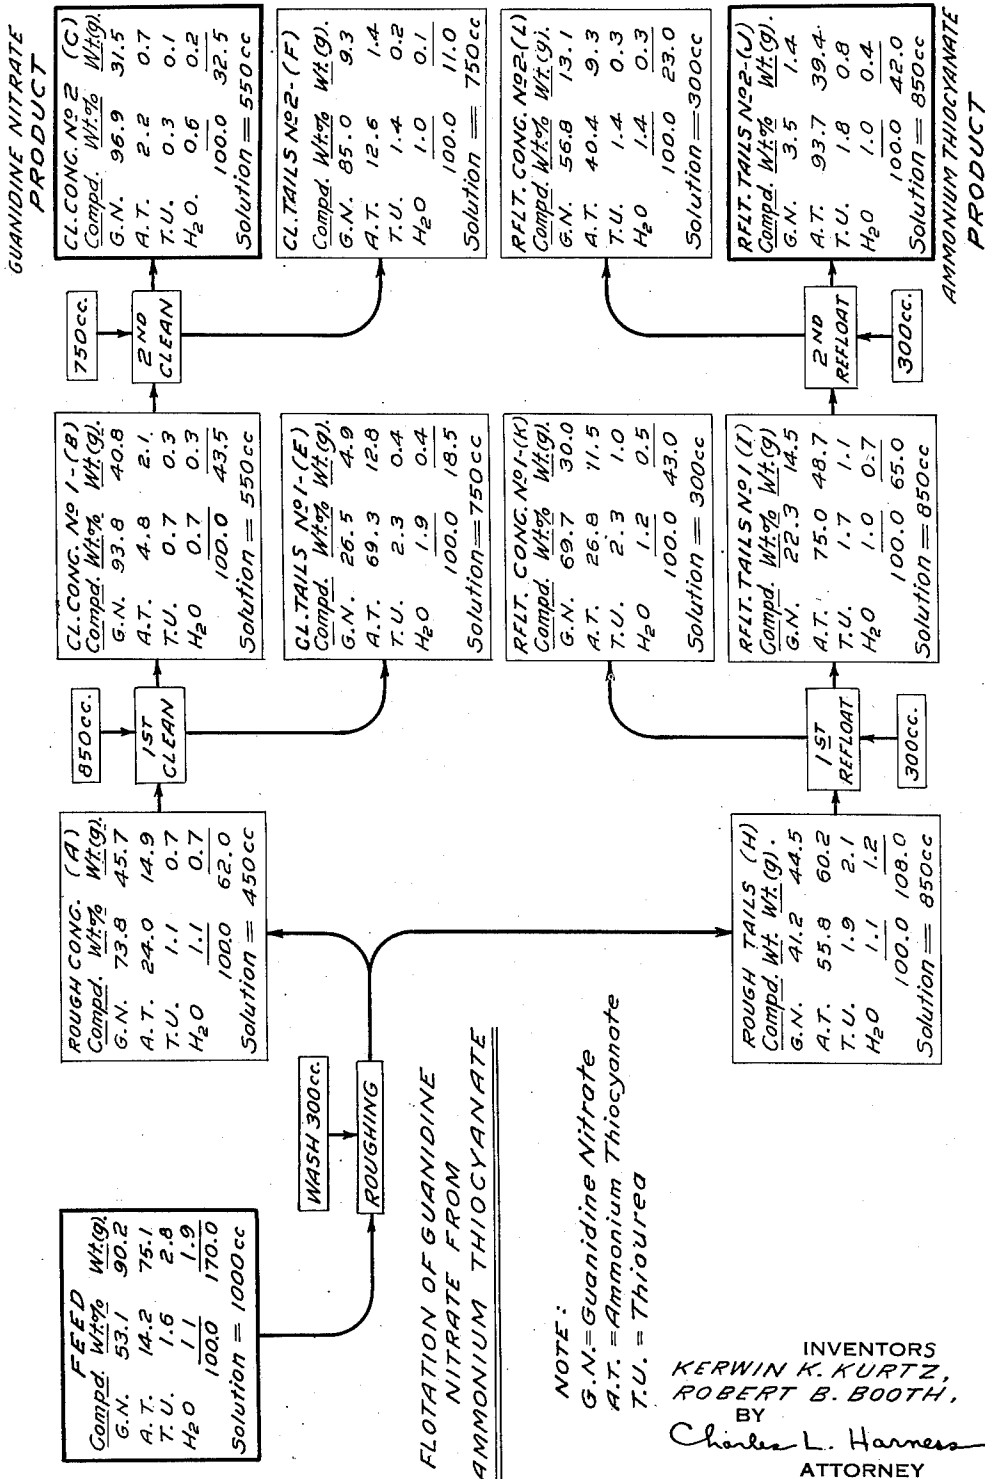 FEED
Compd. Wt.% Wt.(g).
G.N. 53.1 90.2
A.T. 14.2 75.1
T.U. 1.6 2.8
H2O 1.1 1.9
100.0 170.0
Solution = 1000cc
WASH 300cc.
ROUGHING
ROUGH CONC. (A)
Compd. Wt.% Wt.(g).
G.N. 73.8 45.7
A.T. 24.0 14.9
T.U. 1.1 0.7
H2O 1.1 0.7
100.0 62.0
Solution = 450cc
850cc.
1ST
CLEAN
CL.CONC. Nº 1-(B)
Compd. Wt.% Wt.(g).
G.N. 93.8 40.8
A.T. 4.8 2.1
T.U. 0.7 0.3
H2O 0.7 0.3
100.0 43.5
Solution = 550cc
750cc.
2ND
CLEAN
GUANIDINE NITRATE
PRODUCT
CL.CONC. Nº 2 (C)
Compd. Wt.% Wt.(g).
G.N. 96.9 31.5
A.T. 2.2 0.7
T.U. 0.3 0.1
H2O. 0.6 0.2
100.0 32.5
Solution = 550cc
CL.TAILS Nº1-(E)
Compd. Wt.% Wt.(g).
G.N. 26.5 4.9
A.T. 69.3 12.8
T.U. 2.3 0.4
H2O 1.9 0.4
100.0 18.5
Solution=750cc
CL.TAILS Nº2-(F)
Compd. Wt.% Wt.(g).
G.N. 85.0 9.3
A.T. 12.6 1.4
T.U. 1.4 0.2
H2O 1.0 0.1
100.0 11.0
Solution = 750cc
FLOTATION OF GUANIDINE
NITRATE FROM
AMMONIUM THIOCYANATE
RFLT. CONC. Nº1-(K)
Compd. Wt.% Wt.(g).
G.N. 69.7 30.0
A.T. 26.8 11.5
T.U. 2.3 1.0
H2O 1.2 0.5
100.0 43.0
Solution = 300cc
RFLT. CONC. Nº2-(L)
Compd. Wt.% Wt.(g).
G.N. 56.8 13.1
A.T. 40.4 9.3
T.U. 1.4 0.3
H2O 1.4 0.3
100.0 23.0
Solution = 300cc
ROUGH TAILS (H)
Compd. Wt. Wt.(g).
G.N. 41.2 44.5
A.T. 55.8 60.2
T.U. 1.9 2.1
H2O 1.1 1.2
100.0 108.0
Solution = 850cc
1ST
REFLOAT
300cc.
RFLT. TAILS Nº1 (I)
Compd. Wt.% Wt.(g)
G.N. 22.3 14.5
A.T. 75.0 48.7
T.U. 1.7 1.1
H2O 1.0 0.7
100.0 65.0
Solution = 850cc
2ND
REFLOAT
300cc.
RFLT. TAILS Nº2-(J)
Compd. Wt.% Wt.(g).
G.N. 3.5 1.4
A.T. 93.7 39.4
T.U. 1.8 0.8
H2O 1.0 0.4
100.0 42.0
Solution = 850cc
AMMONIUM THIOCYANATE
PRODUCT
NOTE:
G.N.=Guanidine Nitrate
A.T. =Ammonium Thiocyanate
T.U. = Thiourea
INVENTORS
KERWIN K. KURTZ,
ROBERT B. BOOTH,
BY
Charles L. Harness
ATTORNEY